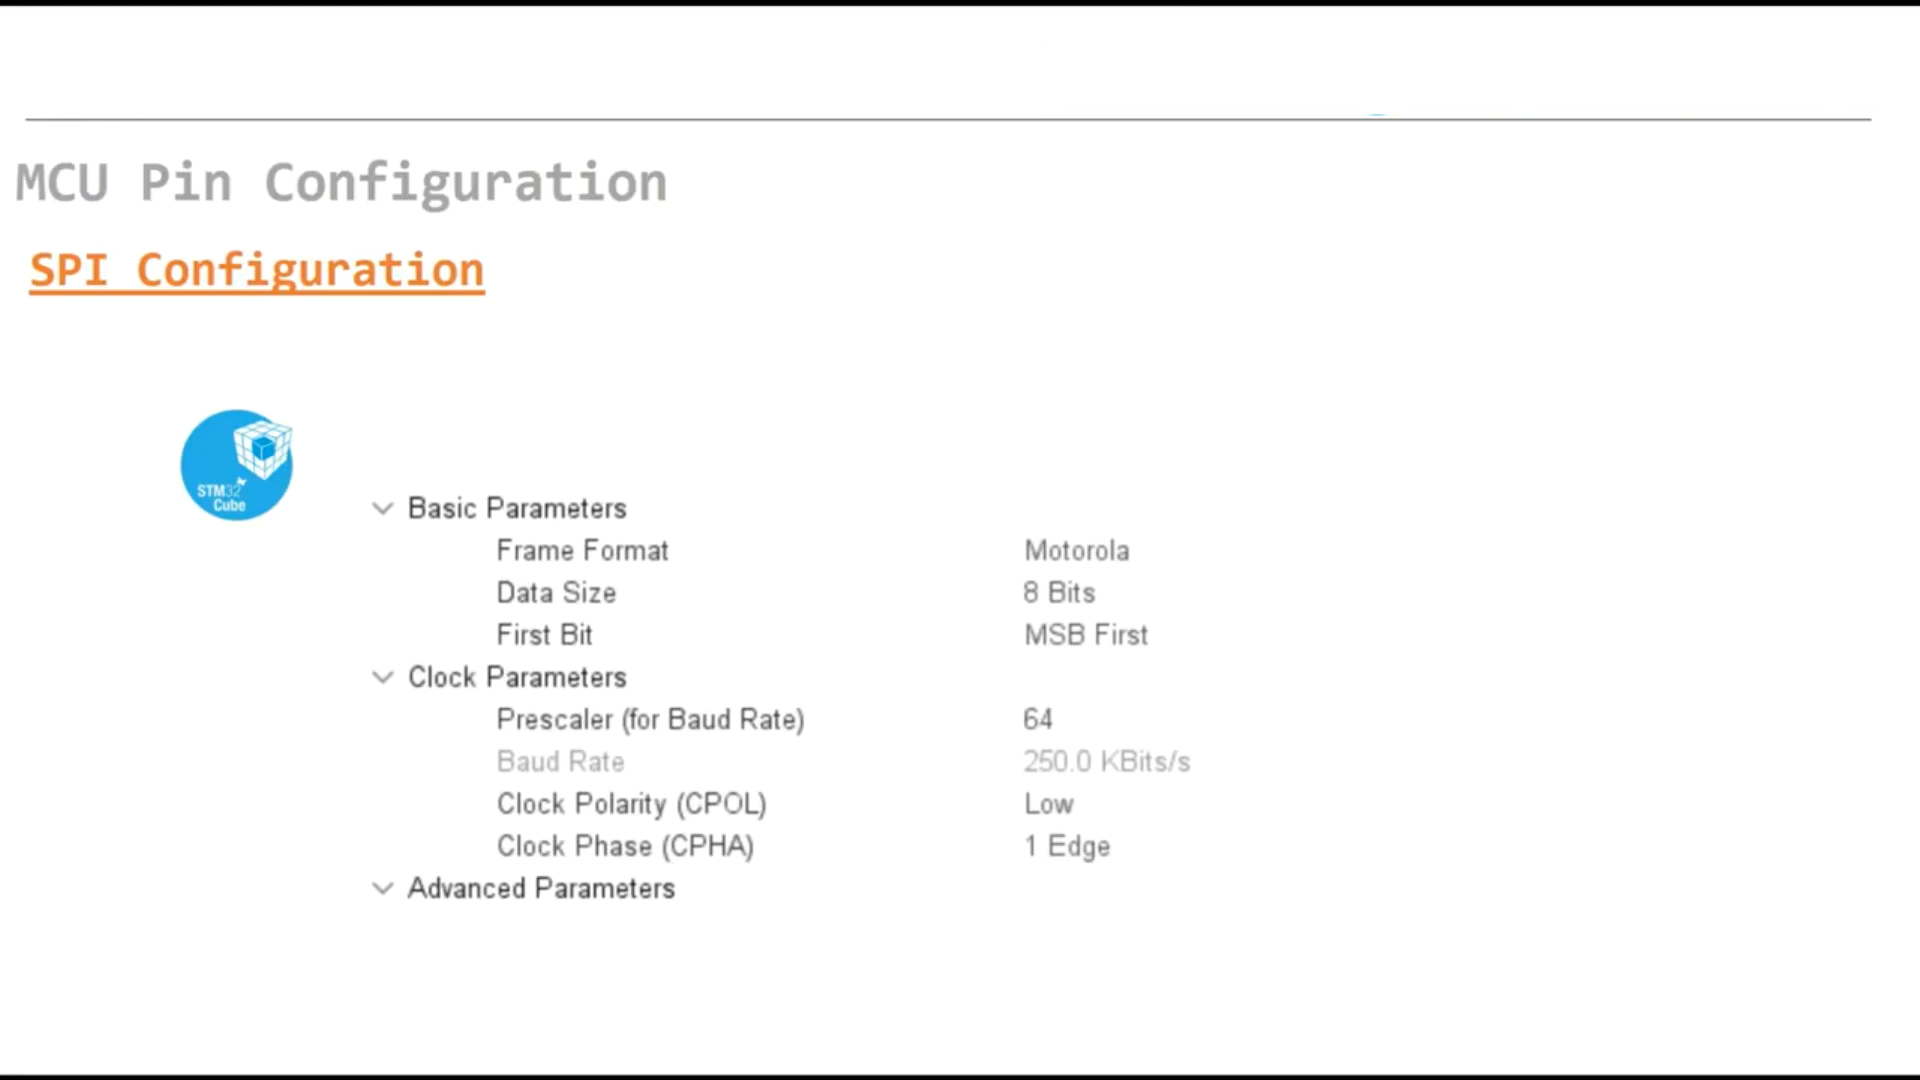 MCU Pin Configuration
SPI Configuration
STM32
Cube
Basic Parameters
Frame Format Motorola
Data Size 8 Bits
First Bit MSB First
Clock Parameters
Prescaler (for Baud Rate) 64
Baud Rate 250.0 KBits/s
Clock Polarity (CPOL) Low
Clock Phase (CPHA) 1 Edge
Advanced Parameters